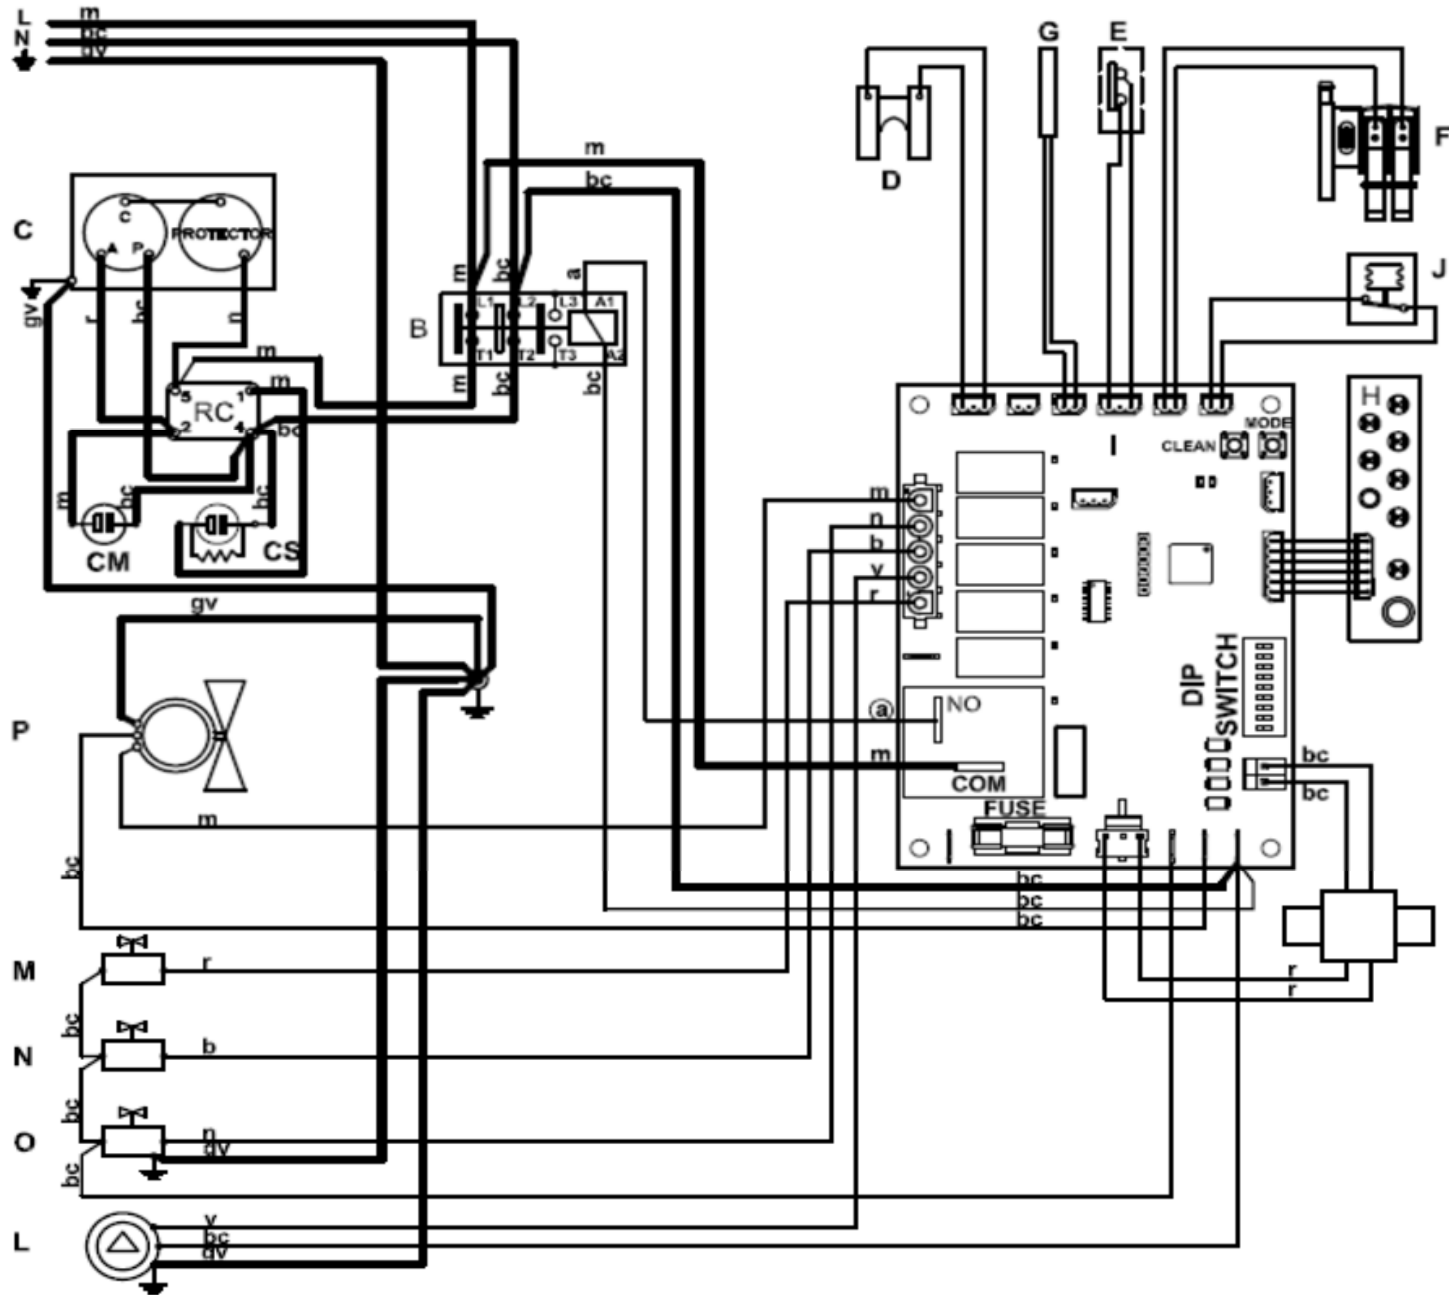 L m
N bc
gv
G E
D
F
C
C
A P PROTECTOR
gv r bc n
m
bc
m bc a
B
L1 L2 L3 A1
T1 T2 T3 A2
m bc bc
J
m
5 1 m
RC
2 4 bc
m bc bc
CM CS
H
MODE
CLEAN
m
n
b
v
r
gv
DIP
SWITCH
P
a NO
m COM
FUSE
bc
bc
m
bc
bc
bc
bc
M r
r
r
bc
N b
bc
O n
gv
bc
L v
bc
gv